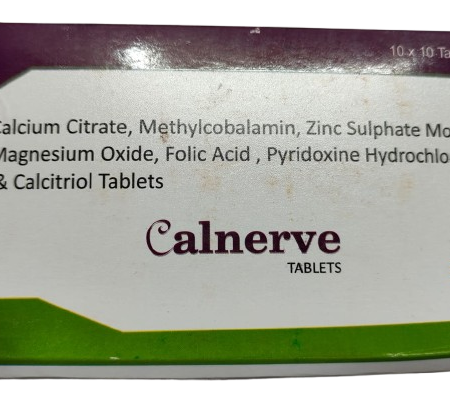 10 x 10 Ta
Calcium Citrate, Methylcobalamin, Zinc Sulphate Mo
Magnesium Oxide, Folic Acid , Pyridoxine Hydrochlo
& Calcitriol Tablets
Calnerve
TABLETS